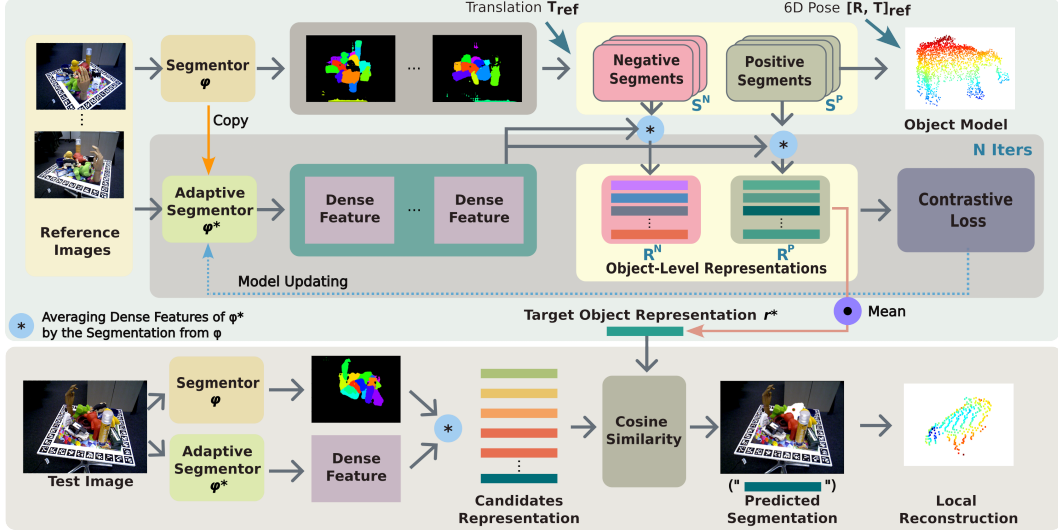 Translation T_ref
6D Pose [R, T]_ref
Segmentor
φ
...
Negative
Segments
S^N
Positive
Segments
S^P
Object Model
Copy
*
*
N Iters
Reference
Images
Adaptive
Segmentor
φ*
Dense
Feature
...
Dense
Feature
R^N
R^P
Object-Level Representations
Contrastive
Loss
Model Updating
* Averaging Dense Features of φ*
by the Segmentation from φ
Target Object Representation r*
Mean
Test Image
Segmentor
φ
Adaptive
Segmentor
φ*
Dense
Feature
*
Candidates
Representation
Cosine
Similarity
(" ")
Predicted
Segmentation
Local
Reconstruction